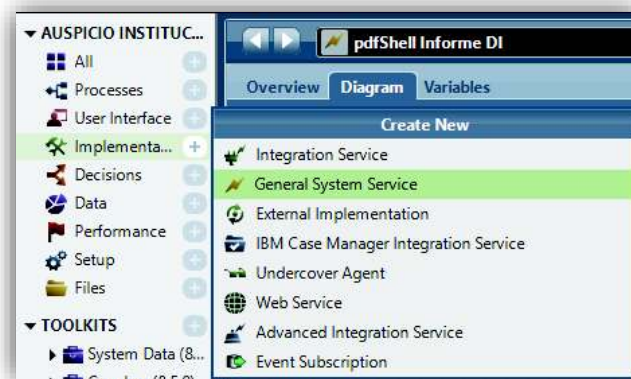 AUSPICIO INSTITUC...
All
Processes
User Interface
Implementa...
Decisions
Data
Performance
Setup
Files
TOOLKITS
System Data (8...
pdfShell Informe DI
Overview Diagram Variables
Create New
Integration Service
General System Service
External Implementation
IBM Case Manager Integration Service
Undercover Agent
Web Service
Advanced Integration Service
Event Subscription